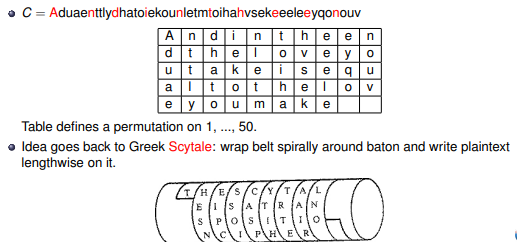 C = Aduaenttlydhatoiekounletmtoihahvsekeeeleeyqonouv
A n d i n t h e e n
d t h e l o v e y o
u t a k e i s e q u
a l t o t h e l o v
e y o u m a k e
Table defines a permutation on 1, ..., 50.
Idea goes back to Greek Scytale: wrap belt spirally around baton and write plaintext
lengthwise on it.
T H E S C Y T A L
E I S A T R A N
S P O S I T I O
N C I P H E R